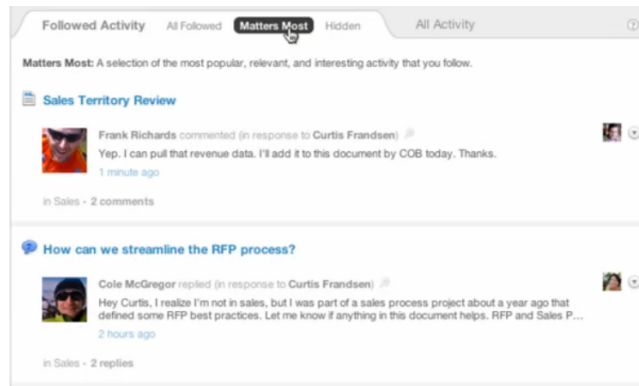 Followed Activity All Followed Matters Most Hidden All Activity
Matters Most: A selection of the most popular, relevant, and interesting activity that you follow.
Sales Territory Review
Frank Richards commented (in response to Curtis Frandsen)
Yep. I can pull that revenue data. I'll add it to this document by COB today. Thanks.
1 minute ago
in Sales - 2 comments
How can we streamline the RFP process?
Cole McGregor replied (in response to Curtis Frandsen)
Hey Curtis, I realize I'm not in sales, but I was part of a sales process project about a year ago that
defined some RFP best practices. Let me know if anything in this document helps. RFP and Sales P...
2 hours ago
in Sales - 2 replies